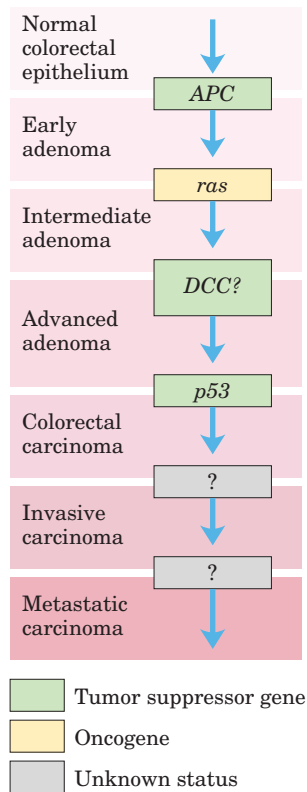 Normal
colorectal
epithelium
APC
Early
adenoma
ras
Intermediate
adenoma
DCC?
Advanced
adenoma
p53
Colorectal
carcinoma
?
Invasive
carcinoma
?
Metastatic
carcinoma
Tumor suppressor gene
Oncogene
Unknown status